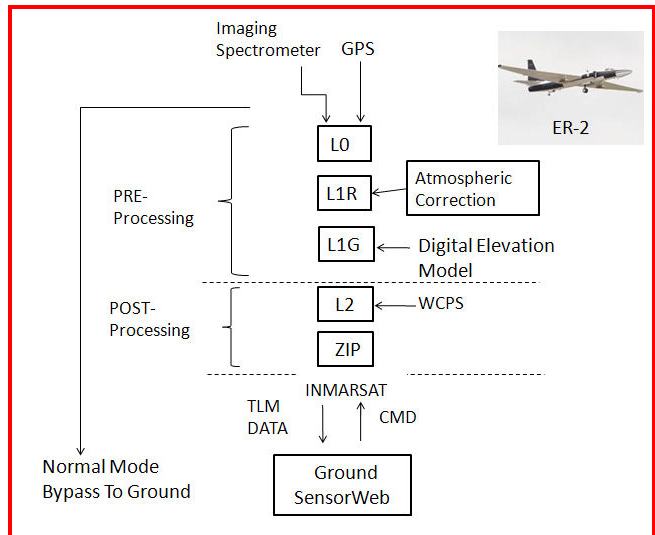 Imaging
Spectrometer
GPS
ER-2
L0
PRE-
Processing
L1R
Atmospheric
Correction
L1G
Digital Elevation
Model
POST-
Processing
L2
WCPS
ZIP
INMARSAT
TLM
DATA
CMD
Normal Mode
Bypass To Ground
Ground
SensorWeb